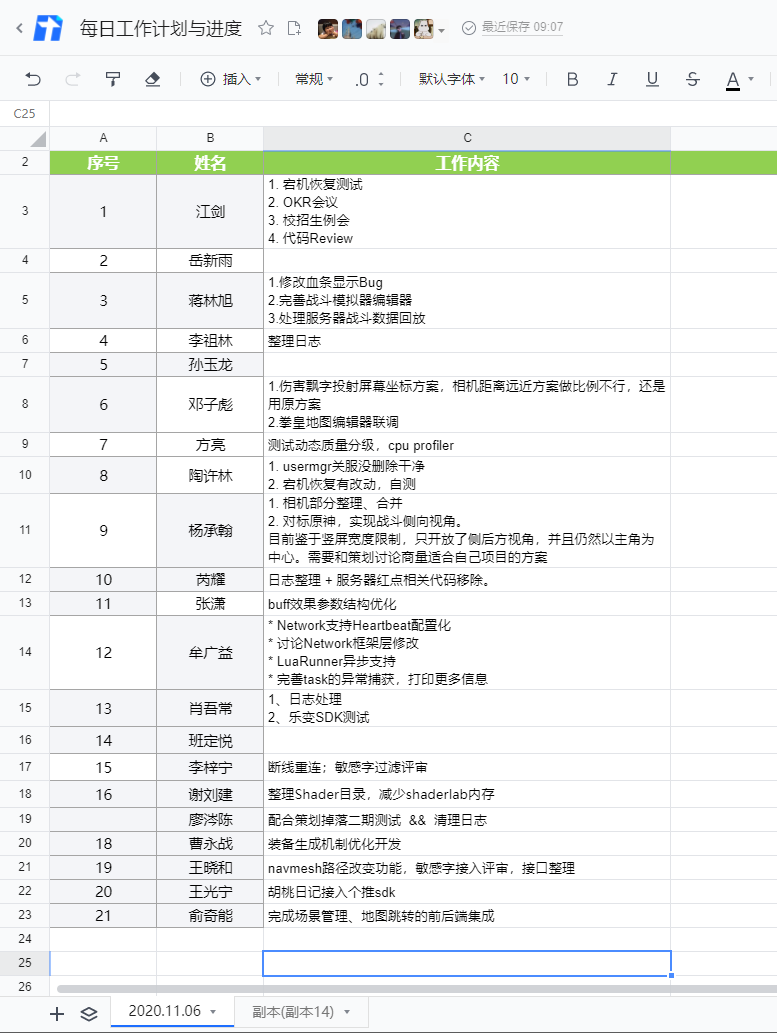 每日工作计划与进度
最近保存 09:07
插入
常规
.0
默认字体
10
B
I
U
S
A
C25
A
B
C
2
序号
姓名
工作内容
3
1
江剑
1. 宕机恢复测试
2. OKR会议
3. 校招生例会
4. 代码Review
4
2
岳新雨
5
3
蒋林旭
1.修改血条显示Bug
2.完善战斗模拟器编辑器
3.处理服务器战斗数据回放
6
4
李祖林
整理日志
7
5
孙玉龙
8
6
邓子彪
1.伤害飘字投射屏幕坐标方案，相机距离远近方案做比例不行，还是
用原方案
2.拳皇地图编辑器联调
9
7
方亮
测试动态质量分级，cpu profiler
10
8
陶许林
1. usermgr关服没删除干净
2. 宕机恢复有改动，自测
11
9
杨承翰
1. 相机部分整理、合并
2. 对标原神，实现战斗侧向视角。
目前鉴于竖屏宽度限制，只开放了侧后方视角，并且仍然以主角为
中心。需要和策划讨论商量适合自己项目的方案
12
10
芮耀
日志整理 + 服务器红点相关代码移除。
13
11
张潇
buff效果参数结构优化
14
12
牟广益
* Network支持Heartbeat配置化
* 讨论Network框架层修改
* LuaRunner异步支持
* 完善task的异常捕获，打印更多信息
15
13
肖吾常
1、日志处理
2、乐变SDK测试
16
14
班定悦
17
15
李梓宁
断线重连；敏感字过滤评审
18
16
谢刘建
整理Shader目录，减少shaderlab内存
19
廖涔陈
配合策划掉落二期测试 && 清理日志
20
18
曹永战
装备生成机制优化开发
21
19
王晓和
navmesh路径改变功能，敏感字接入评审，接口整理
22
20
王光宁
胡桃日记接入个推sdk
23
21
俞奇能
完成场景管理、地图跳转的前后端集成
24
25
26
2020.11.06
副本(副本14)